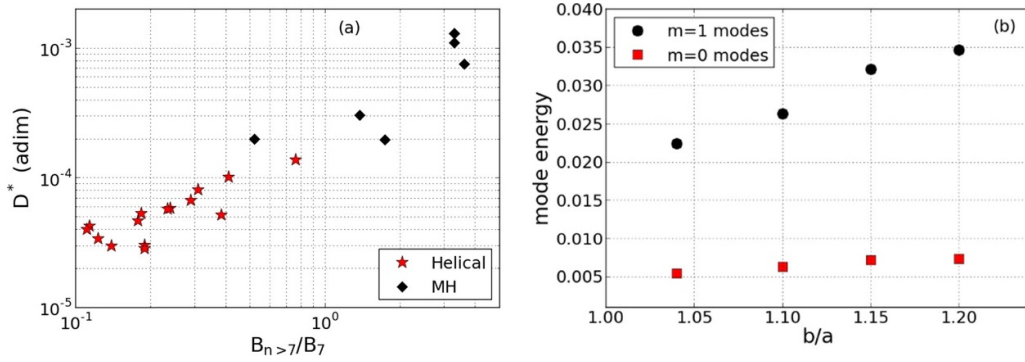 (a)
10^-3
10^-4
10^-5
D* (adim)
Helical
MH
10^-1
10^0
B_n>7/B_7
(b)
m=1 modes
m=0 modes
0.040
0.035
0.030
0.025
0.020
0.015
0.010
0.005
mode energy
1.00
1.05
1.10
1.15
1.20
b/a